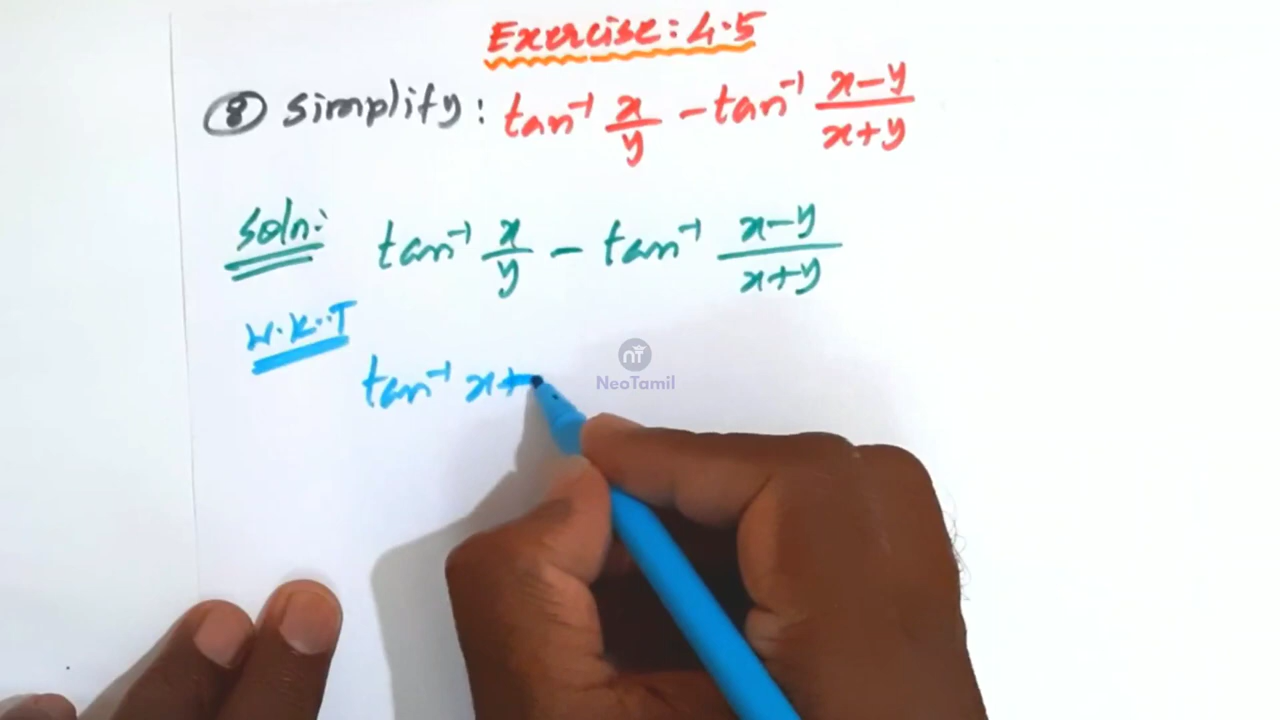 Exercise: 4.5
⑧ Simplify: tan⁻¹ x/y − tan⁻¹ (x−y)/(x+y)
Soln: tan⁻¹ x/y − tan⁻¹ (x−y)/(x+y)
W.K.T
tan⁻¹ x +
NeoTamil